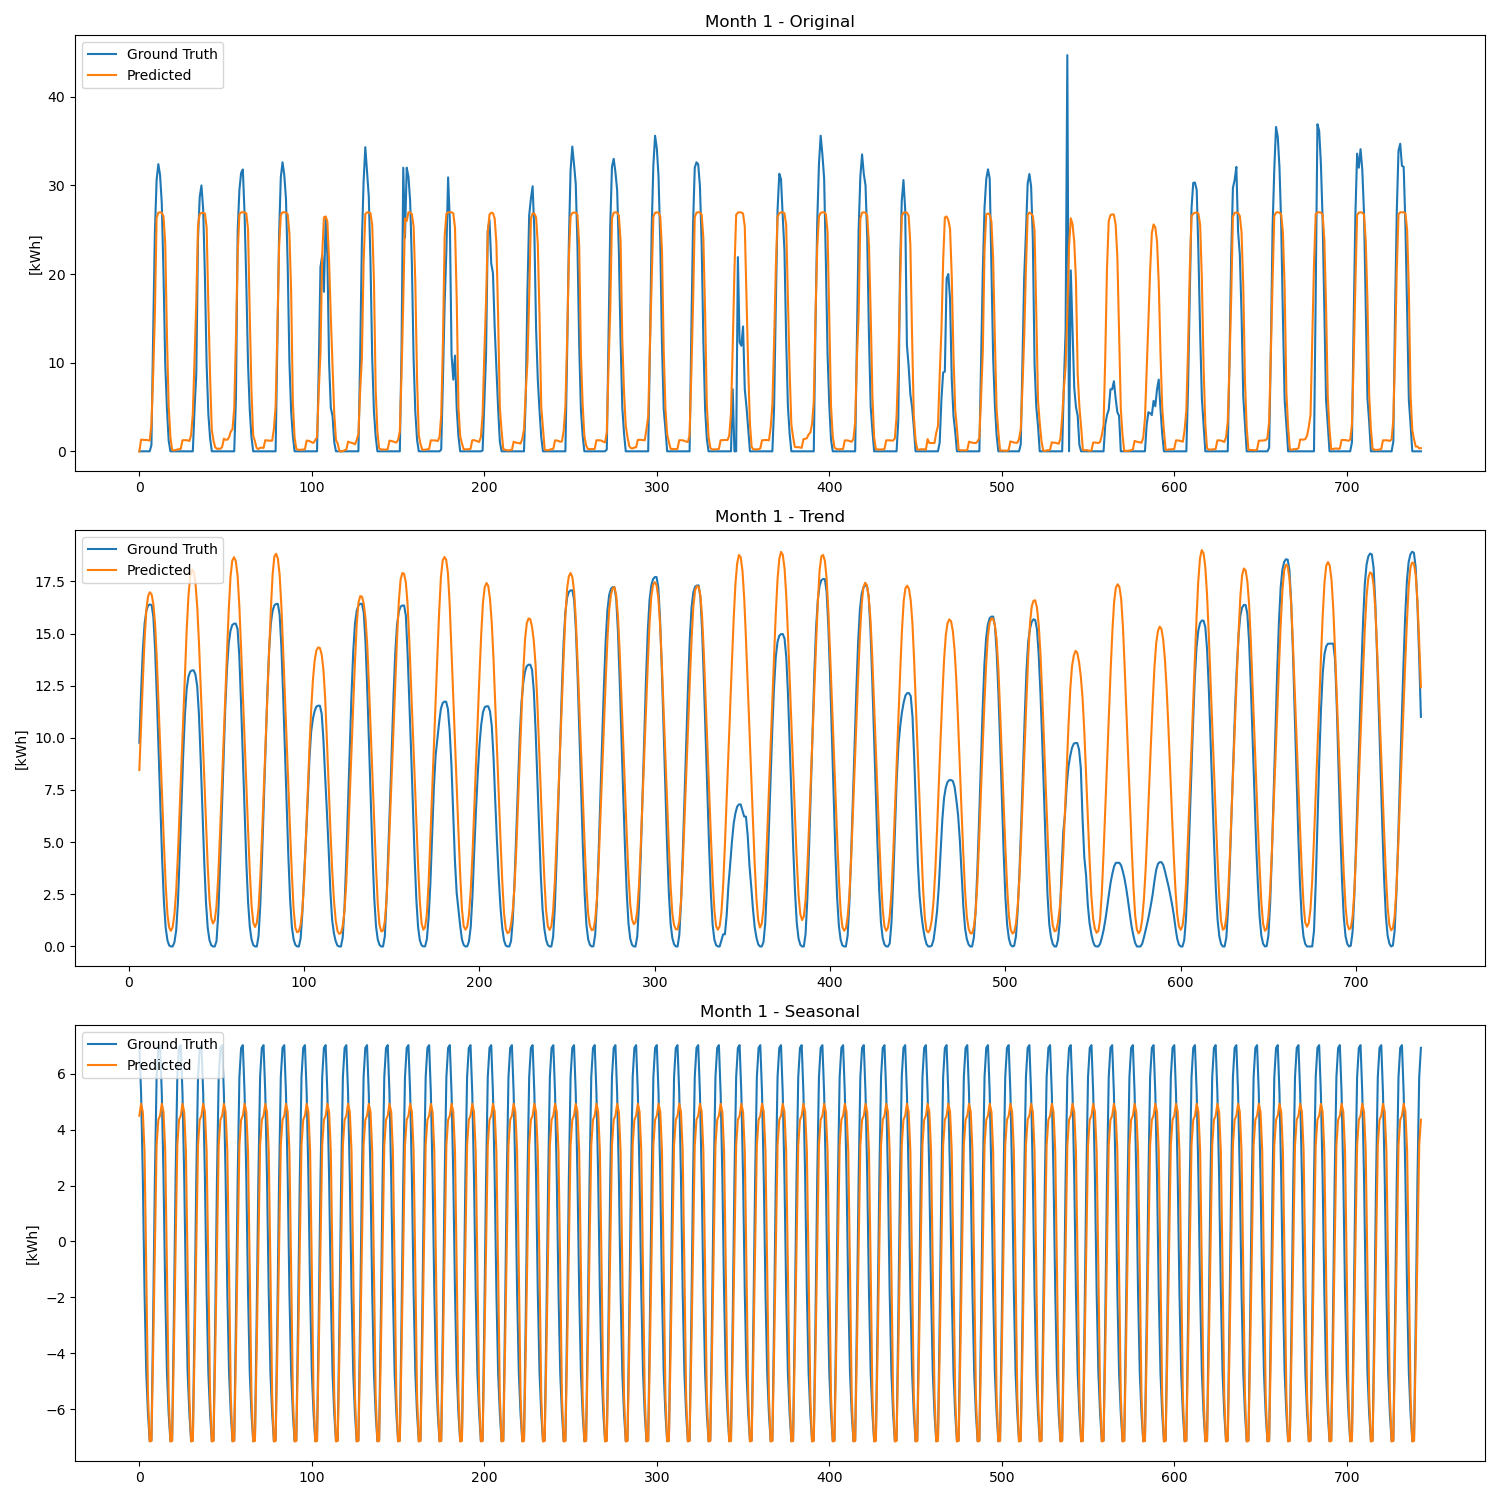 Month 1 - Original
Ground Truth
Predicted
[kWh]
40
30
20
10
0
0 100 200 300 400 500 600 700
Month 1 - Trend
Ground Truth
Predicted
[kWh]
17.5
15.0
12.5
10.0
7.5
5.0
2.5
0.0
0 100 200 300 400 500 600 700
Month 1 - Seasonal
Ground Truth
Predicted
[kWh]
6
4
2
0
−2
−4
−6
0 100 200 300 400 500 600 700